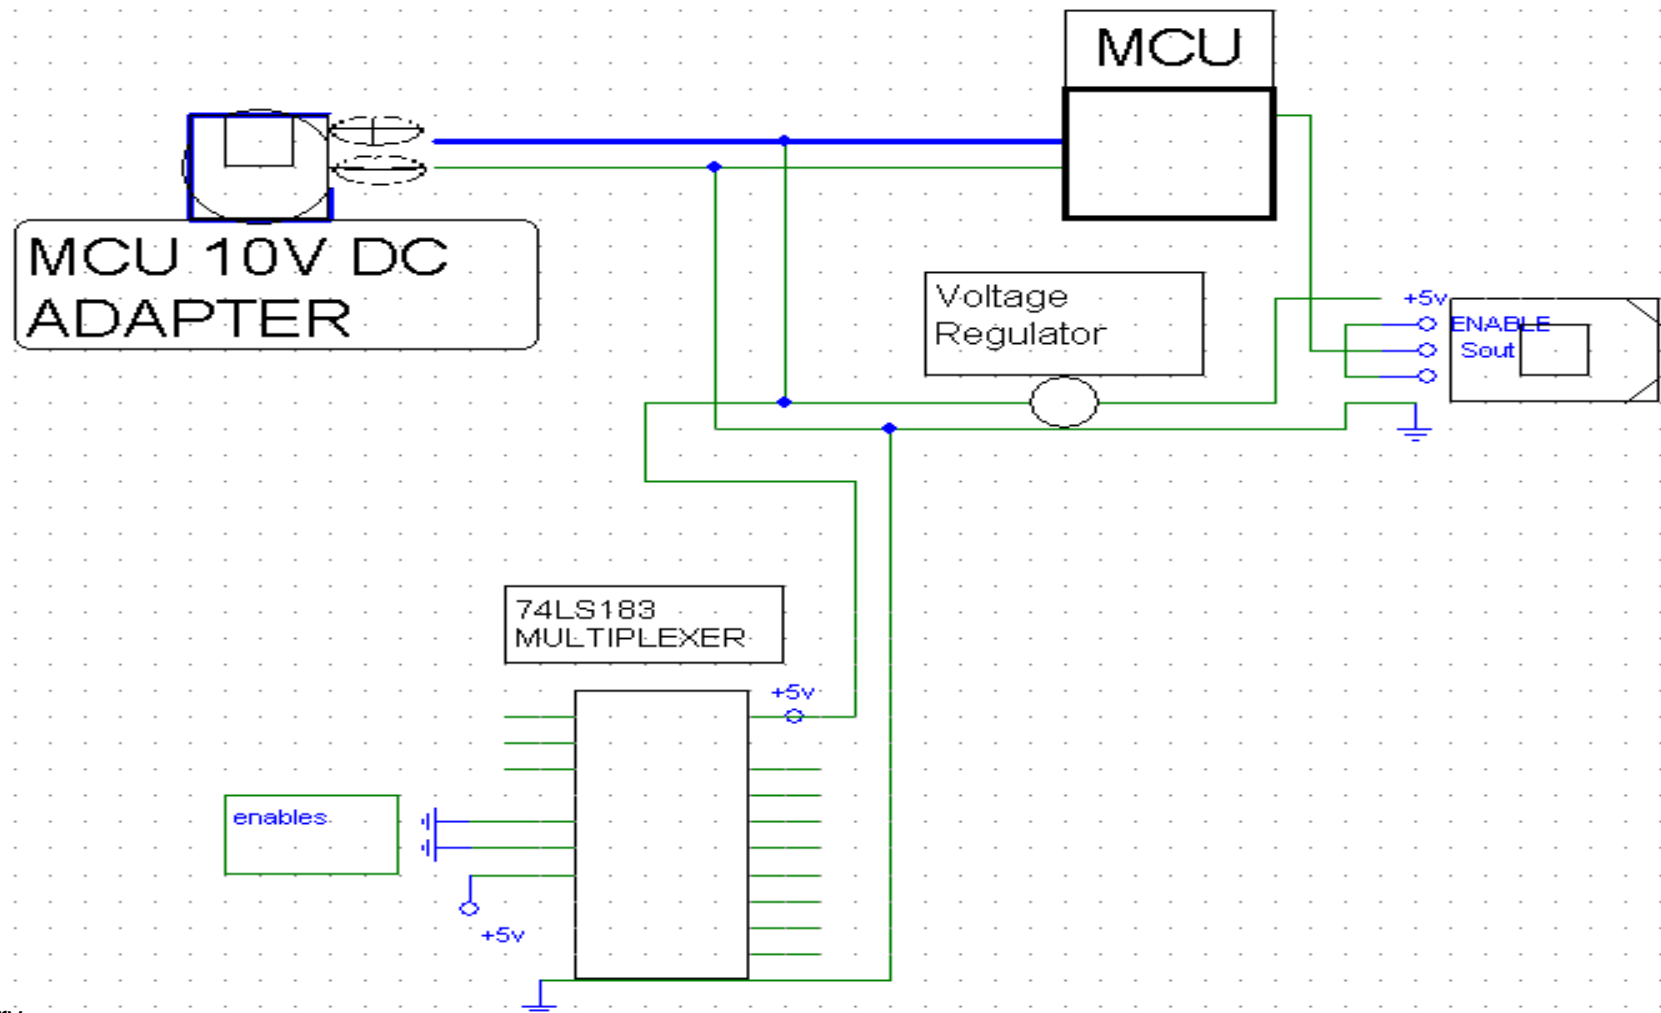 MCU
MCU 10V DC
ADAPTER
Voltage
Regulator
+5v
ENABLE
Sout
74LS183
MULTIPLEXER
+5v
enables
+5v